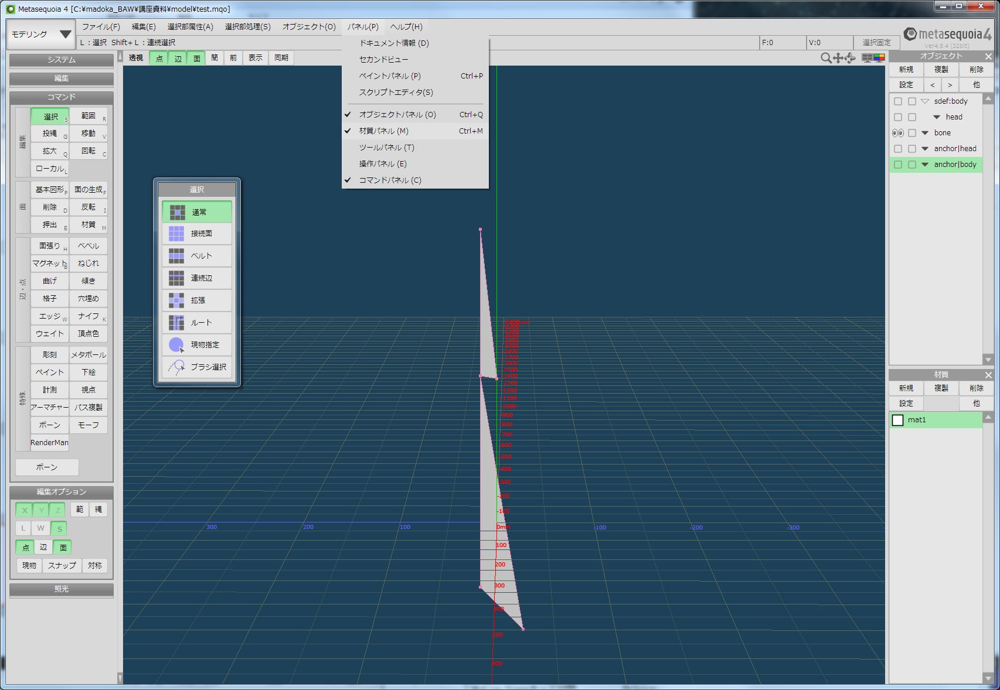 Metasequoia 4 [C:¥madoka_BAW¥講座資料¥model¥test.mqo]
モデリング
ファイル(F) 編集(E) 選択部属性(A) 選択部処理(S) オブジェクト(O) パネル(P) ヘルプ(H)
L：選択 Shift+L：連続選択
F:0 V:0 選択固定
metasequoia 4
Ver4.5.4 (32bit)
透視 点 辺 面 簡 前 表示 同期
ドキュメント情報 (D)
セカンドビュー
ペイントパネル (P) Ctrl+P
スクリプトエディタ(S)
オブジェクトパネル (O) Ctrl+Q
材質パネル (M) Ctrl+M
ツールパネル (T)
操作パネル (E)
コマンドパネル (C)
システム
編集
コマンド
編集
選択 S 範囲 R
投縄 G 移動 V
拡大 Q 回転 C
ローカル L
面
基本図形 P 面の生成 F
削除 D 反転 I
押出 E 材質 M
辺・点
面張り H ベベル
マグネット B ねじれ
曲げ 傾き
格子 穴埋め
エッジ W ナイフ K
ウェイト 頂点色
特殊
彫刻 メタボール
ペイント 下絵
計測 視点
アーマチャー パス複製
ボーン モーフ
RenderMan
ボーン
編集オプション
X Y Z 範 縄
L W S
点 辺 面
現物 スナップ 対称
照光
選択
通常
接続面
ベルト
連続辺
拡張
ルート
現物指定
ブラシ選択
-1400
-1300
-1200
-1100
-1000
-900
-800
-700
-600
-500
-400
-300
-200
-100
300 200 100 0mm -100 -200 -300
100
200
300
400
500
600
オブジェクト
新規 複製 削除
設定 < > 他
sdef:body
head
bone
anchor|head
anchor|body
材質
新規 複製 削除
設定 他
mat1